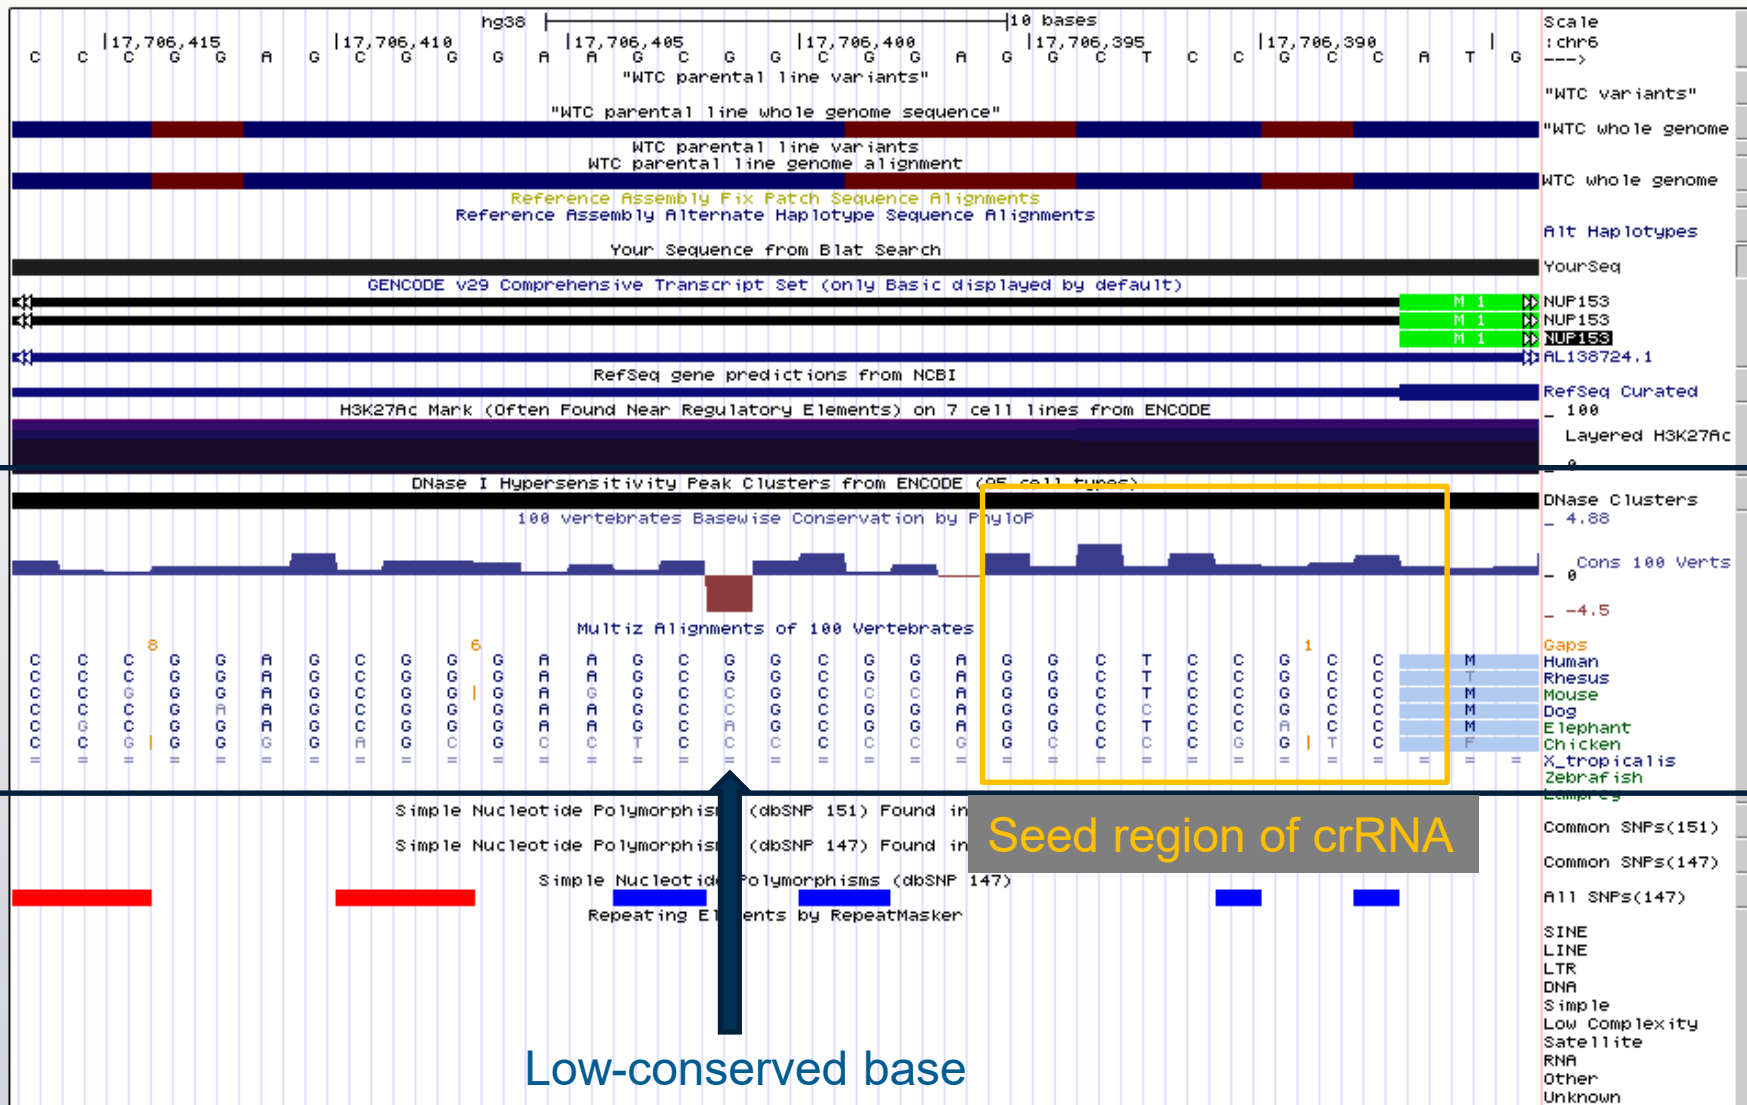 hg38 10 bases Scale
|17,706,415 |17,706,410 |17,706,405 |17,706,400 |17,706,395 |17,706,390 | :chr6
C C C G G A G C G G G A A G C G G C G G A G G C T C C G C C A T G --->
"WTC parental line variants"
"WTC variants"
"WTC parental line whole genome sequence"
"WTC whole genome
WTC parental line variants
WTC parental line genome alignment
WTC whole genome
Reference Assembly Fix Patch Sequence Alignments
Reference Assembly Alternate Haplotype Sequence Alignments
Alt Haplotypes
Your Sequence from Blat Search
YourSeq
GENCODE v29 Comprehensive Transcript Set (only Basic displayed by default)
M 1 NUP153
M 1 NUP153
M 1 NUP153
AL138724.1
RefSeq gene predictions from NCBI
RefSeq Curated
H3K27Ac Mark (Often Found Near Regulatory Elements) on 7 cell lines from ENCODE
100
Layered H3K27Ac
0
DNase I Hypersensitivity Peak Clusters from ENCODE (95 cell types)
DNase Clusters
100 vertebrates Basewise Conservation by PhyloP
4.88
Cons 100 Verts
0
-4.5
Multiz Alignments of 100 Vertebrates
8 6 1 Gaps
C C C G G A G C G G G A A G C G G C G G A G G C T C C G C C M Human
C C C G G A G C G G G A A G C G G C G G A G G C T C C G C C T Rhesus
C C G G G A G C G G G A G G C C G C C C A G G C T C C G C C M Mouse
C C C G A A G C G G G A A G C C G C G G A G G C C C C G C C M Dog
C G C G G A G C G G G A A G C A G C G G A G G C T C C A C C M Elephant
C C G G G G G A G C G C C T C C C C C C G G C C C C G G T C F Chicken
= = = = = = = = = = = = = = = = = = = = = = = = = = = = = = = = = X_tropicalis
Zebrafish
Lamprey
Simple Nucleotide Polymorphisms (dbSNP 151) Found in
Seed region of crRNA
Common SNPs(151)
Simple Nucleotide Polymorphisms (dbSNP 147) Found in
Common SNPs(147)
Simple Nucleotide Polymorphisms (dbSNP 147)
All SNPs(147)
Repeating Elements by RepeatMasker
SINE
LINE
LTR
DNA
Simple
Low Complexity
Satellite
RNA
Other
Unknown
Low-conserved base